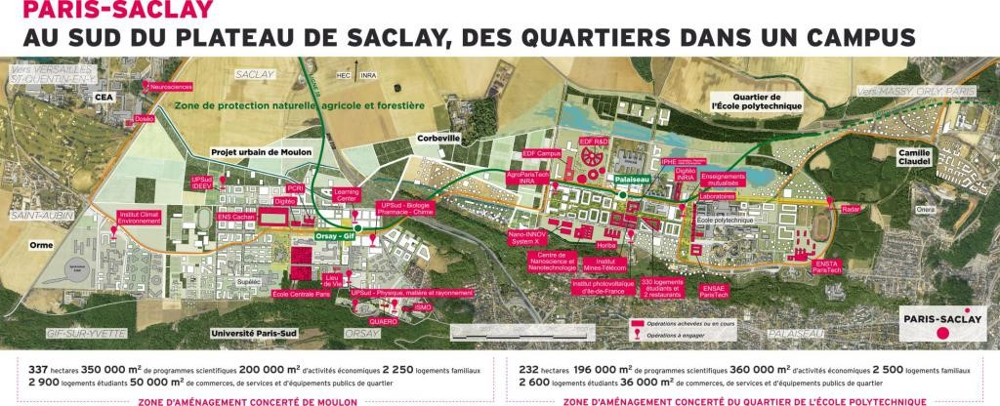 PARIS-SACLAY
AU SUD DU PLATEAU DE SACLAY, DES QUARTIERS DANS UN CAMPUS
Vers VERSAILLES
ST-QUENTIN-EN-Y.
SACLAY
HEC
INRA
CEA
Neurosciences
Doséo
Zone de protection naturelle, agricole et forestière
Quartier de
l'École polytechnique
Vers MASSY, ORLY, PARIS
Projet urbain de Moulon
Corbeville
EDF R&DI
EDF Campus
IPHE
Camille
Claudel
UPSud
IDEEV
PCRI
Digitéo
Learning
Center
AgroParisTech
INRA
Palaiseau
Digitéo
INRIA
Enseignements
mutualisés
Laboratoires
SAINT-AUBIN
Institut Climat
Environnement
ENS Cachan
UPSud - Biologie
Pharmacie - Chimie
Radar
Onera
École polytechnique
Orme
Orsay - Gif
Nano-INNOV
System X
Horiba
Centre de
Nanoscience et
Nanotechnologie
Institut
Mines-Télécom
ENSTA
ParisTech
Supéléc
Lieu
de Vie
Institut photovoltaïque
d'Ile-de-France
330 logements
étudiants et
2 restaurants
ENSAE
ParisTech
École Centrale Paris
UPSud - Physique, matière et rayonnement
ISMO
QUAERO
GIF-SUR-YVETTE
Université Paris-Sud
ORSAY
Opérations achevées ou en cours
Opérations à engager
PALAISEAU
PARIS-SACLAY
337 hectares 350 000 m² de programmes scientifiques 200 000 m² d'activités économiques 2 250 logements familiaux
2 900 logements étudiants 50 000 m² de commerces, de services et d'équipements publics de quartier
ZONE D'AMÉNAGEMENT CONCERTÉ DE MOULON
232 hectares 196 000 m² de programmes scientifiques 360 000 m² d'activités économiques 2 500 logements familiaux
2 600 logements étudiants 36 000 m² de commerces, de services et d'équipements publics de quartier
ZONE D'AMÉNAGEMENT CONCERTÉ DU QUARTIER DE L'ÉCOLE POLYTECHNIQUE